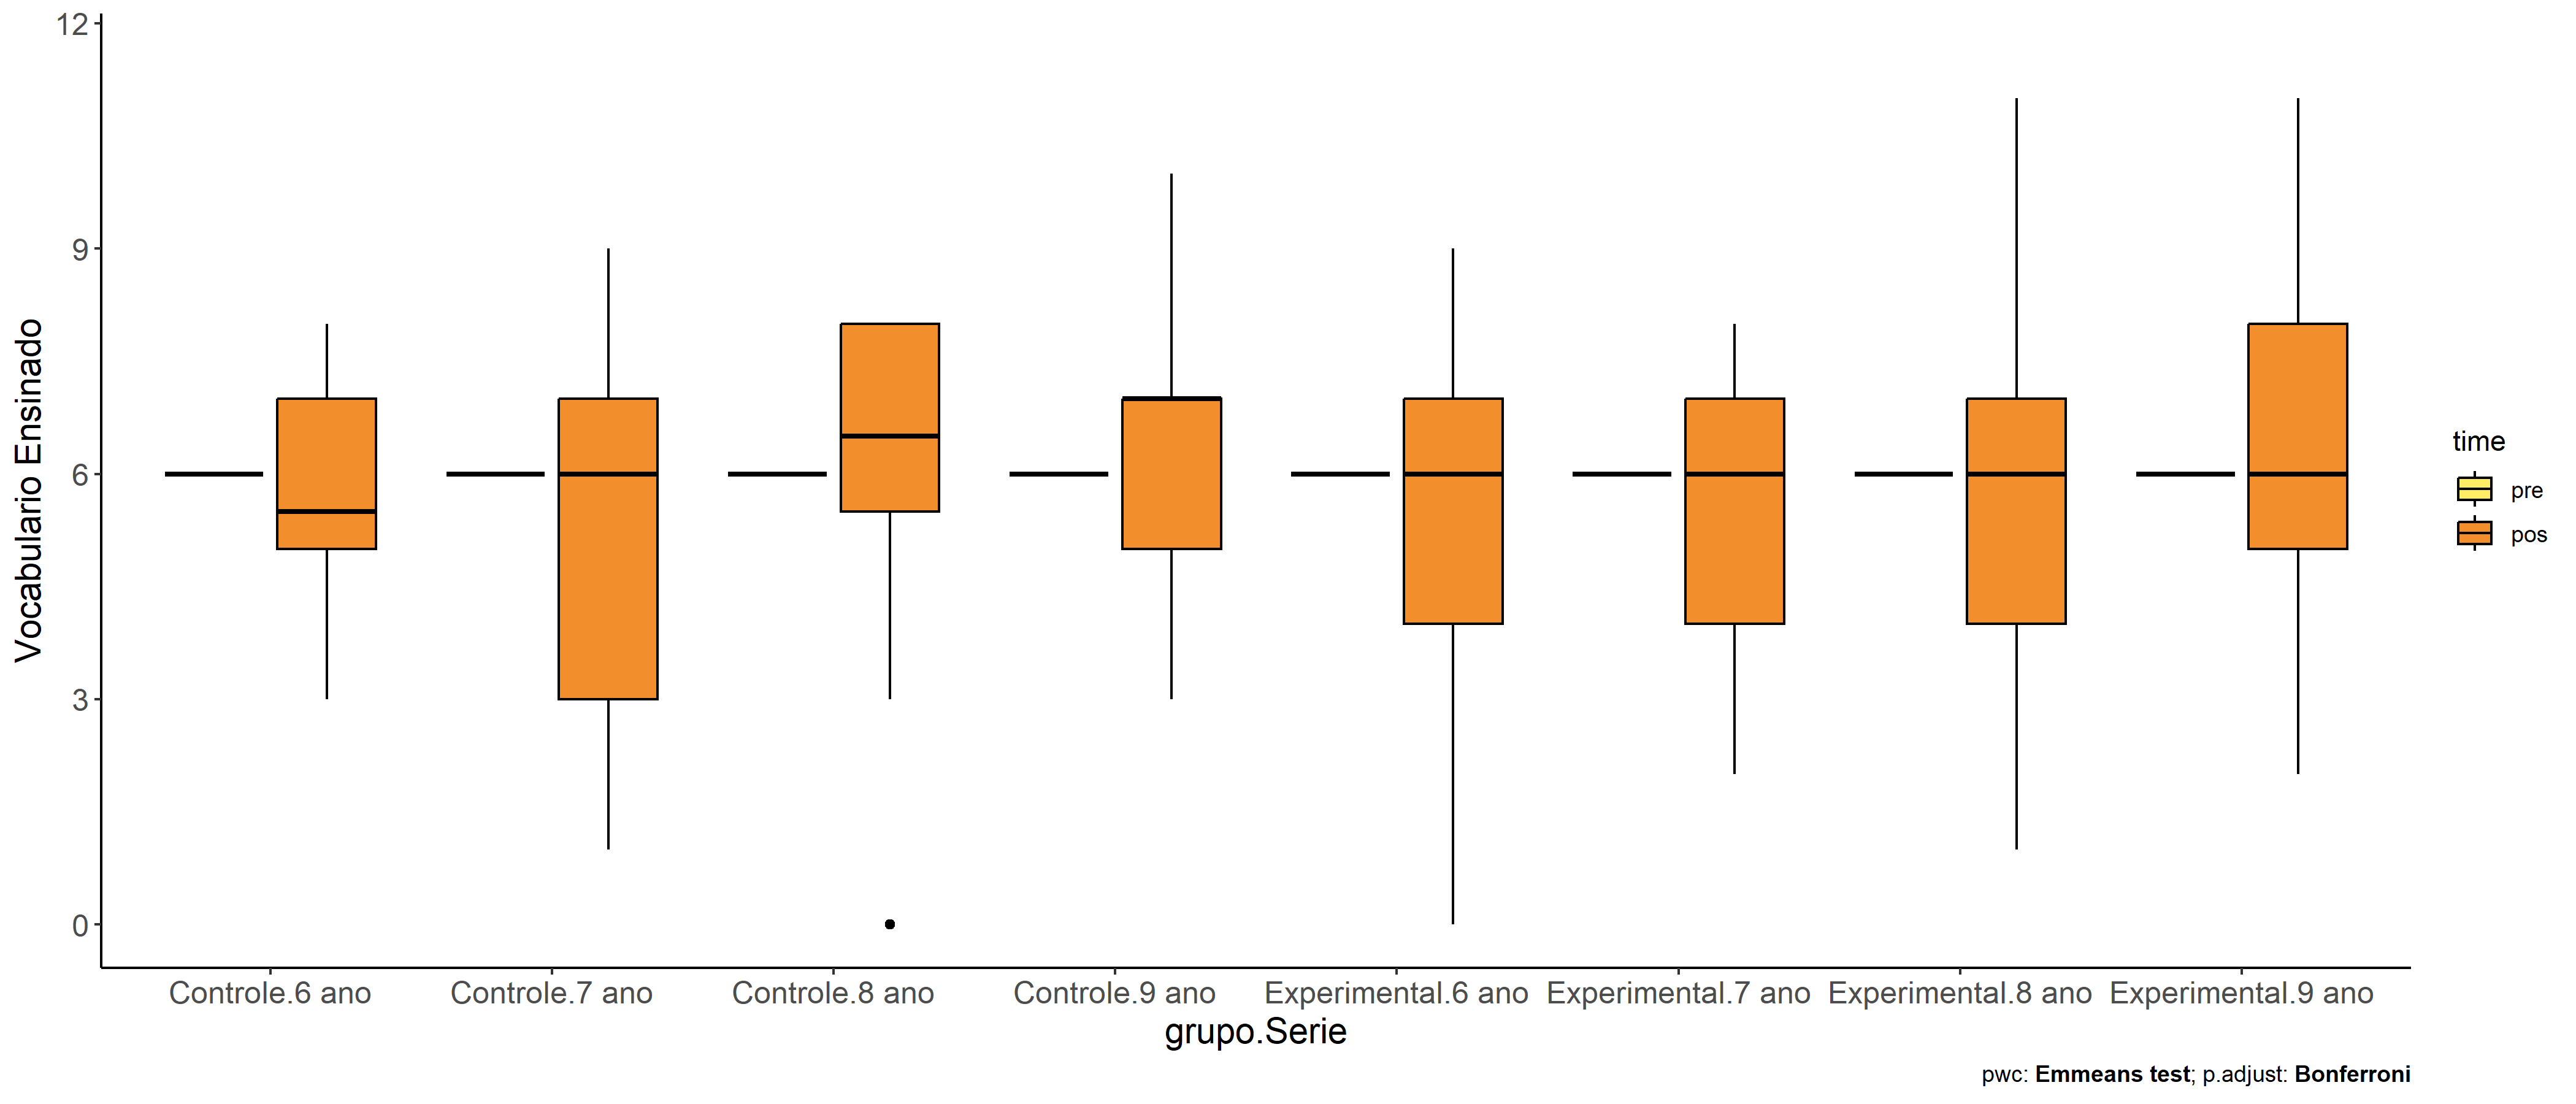 Vocabulario Ensinado
12
9
6
3
0
Controle.6 ano
Controle.7 ano
Controle.8 ano
Controle.9 ano
Experimental.6 ano
Experimental.7 ano
Experimental.8 ano
Experimental.9 ano
grupo.Serie
time
pre
pos
pwc: Emmeans test; p.adjust: Bonferroni